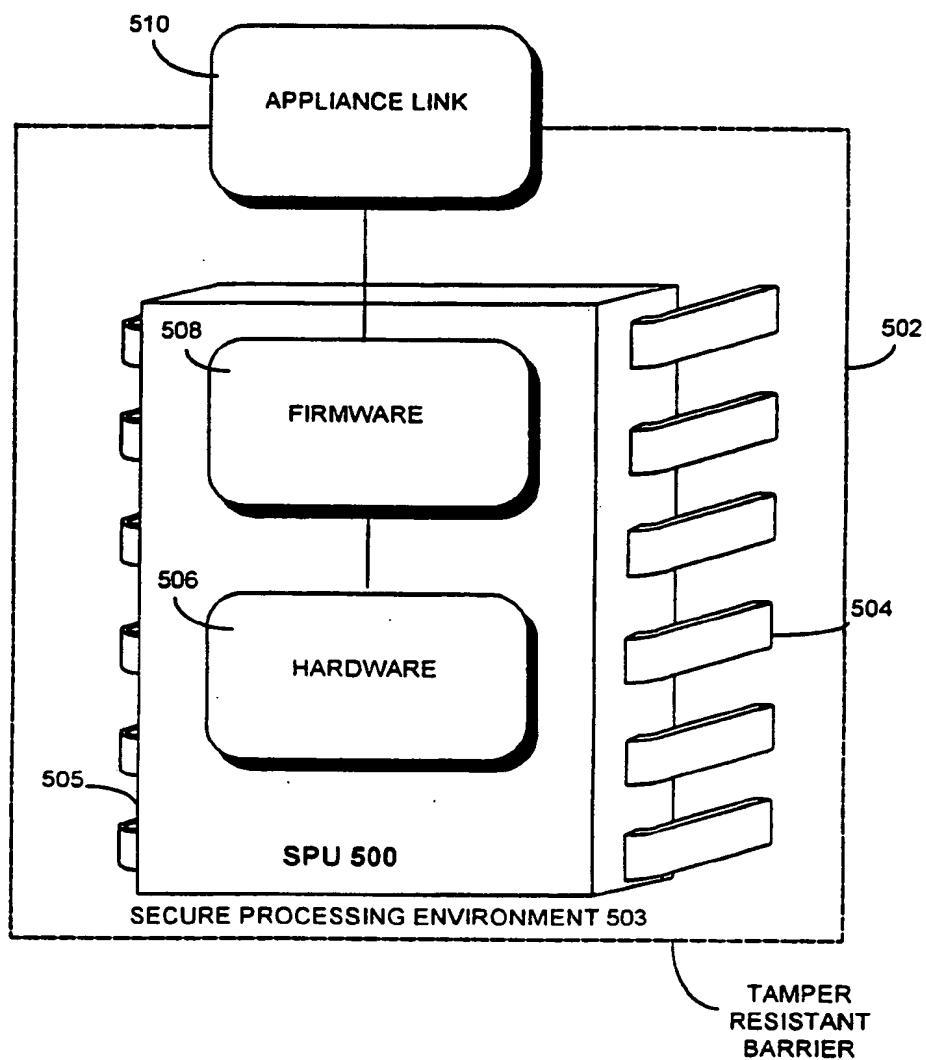 510
APPLIANCE LINK
502
508
FIRMWARE
506
504
HARDWARE
505
SPU 500
SECURE PROCESSING ENVIRONMENT 503
TAMPER
RESISTANT
BARRIER